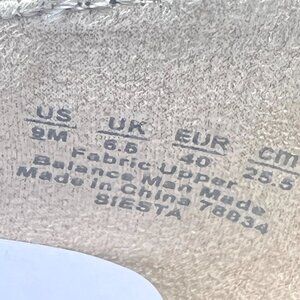 US UK EUR cm
9M 6.5 40 25.5
Fabric Upper
Balance Man Made
Made in China 78834
SIESTA